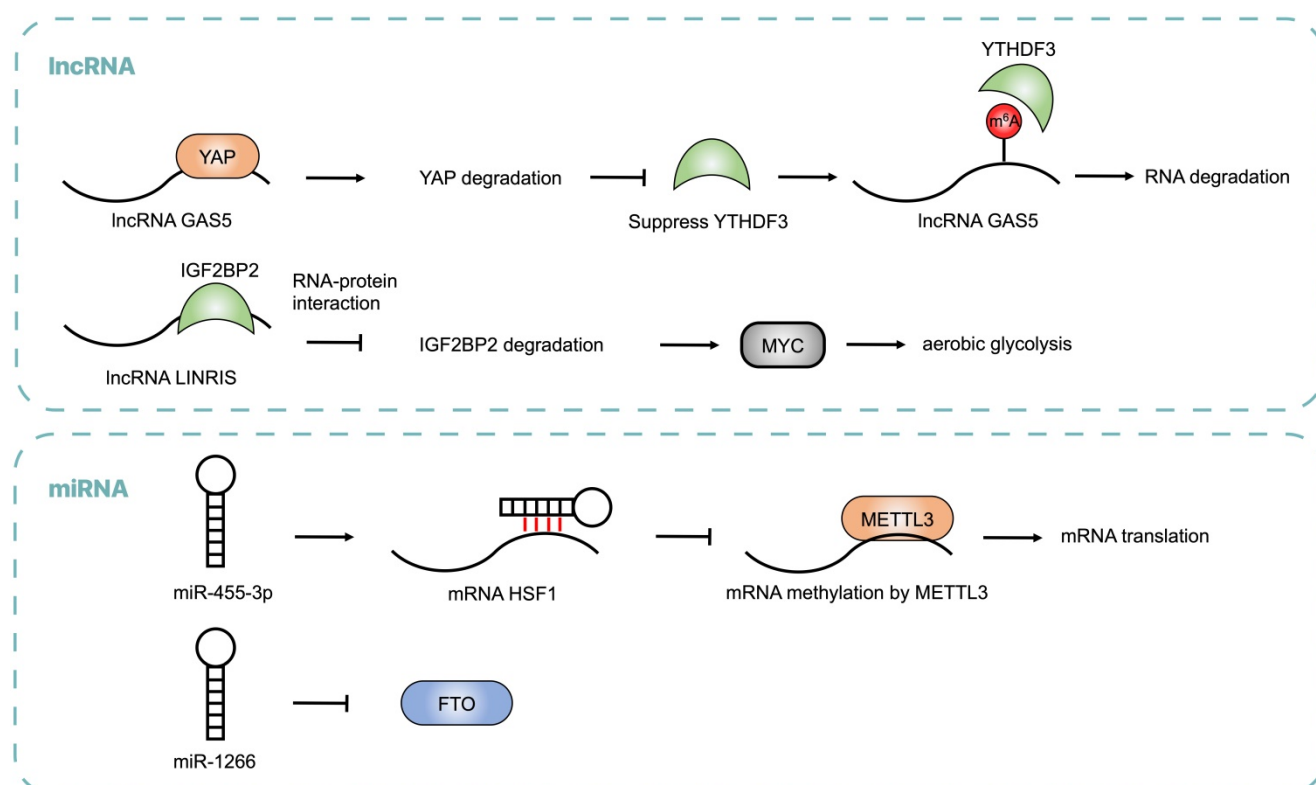 lncRNA
YTHDF3
m⁶A
YAP
YAP degradation
RNA degradation
lncRNA GAS5
Suppress YTHDF3
lncRNA GAS5
IGF2BP2
RNA-protein
interaction
IGF2BP2 degradation
MYC
aerobic glycolysis
lncRNA LINRIS
miRNA
METTL3
mRNA translation
miR-455-3p
mRNA HSF1
mRNA methylation by METTL3
FTO
miR-1266